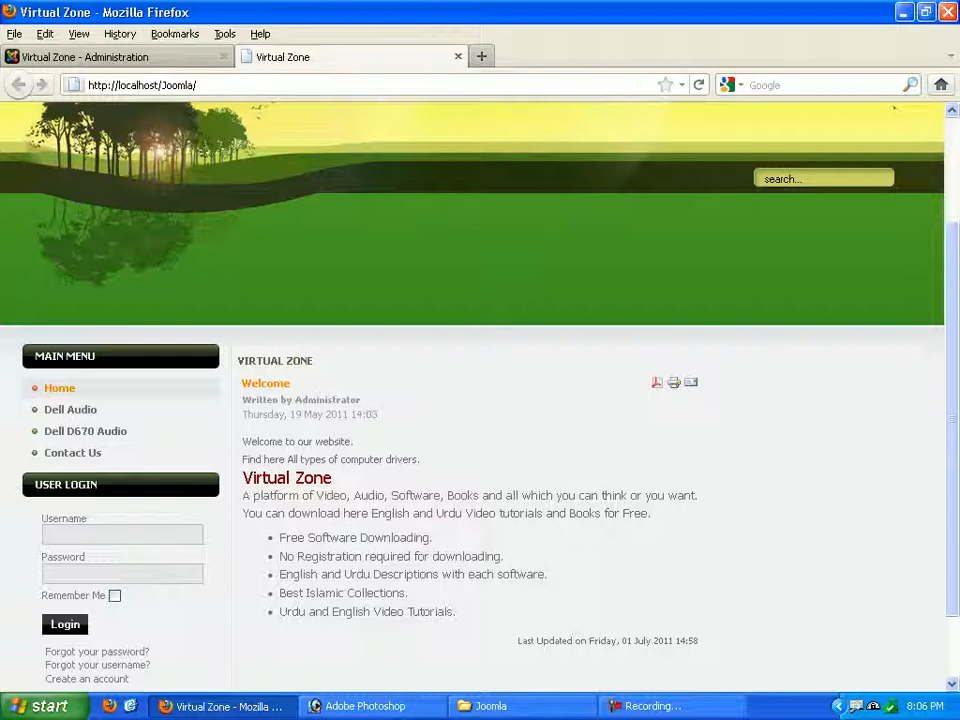 Virtual Zone - Mozilla Firefox
File Edit View History Bookmarks Tools Help
Virtual Zone - Administration
Virtual Zone
http://localhost/Joomla/
Google
search...
MAIN MENU
Home
Dell Audio
Dell D670 Audio
Contact Us
USER LOGIN
Username
Password
Remember Me
Login
Forgot your password?
Forgot your username?
Create an account
VIRTUAL ZONE
Welcome
Written by Administrator
Thursday, 19 May 2011 14:03
Welcome to our website.
Find here All types of computer drivers.
Virtual Zone
A platform of Video, Audio, Software, Books and all which you can think or you want.
You can download here English and Urdu Video tutorials and Books for Free.
Free Software Downloading.
No Registration required for downloading.
English and Urdu Descriptions with each software.
Best Islamic Collections.
Urdu and English Video Tutorials.
Last Updated on Friday, 01 July 2011 14:58
start
Virtual Zone - Mozilla ...
Adobe Photoshop
Joomla
Recording...
8:06 PM